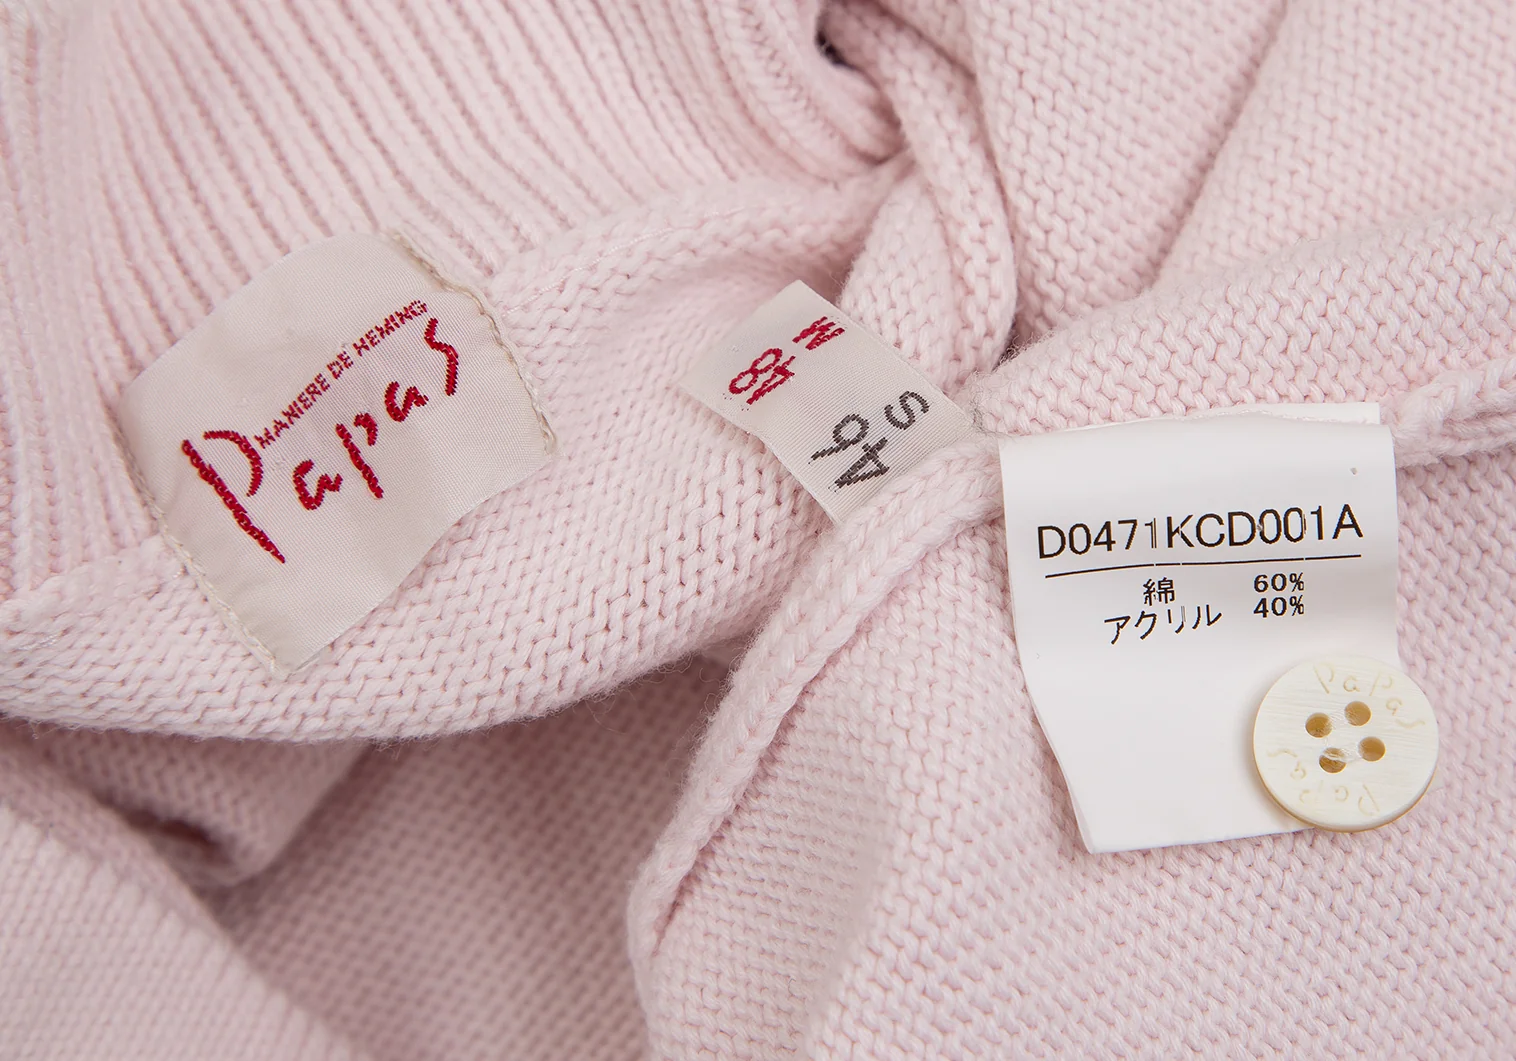 MANIERE DE HEMING
Papas
M
48
S
46
D0471KCD001A
綿 60%
アクリル 40%
PaPas
PaPas